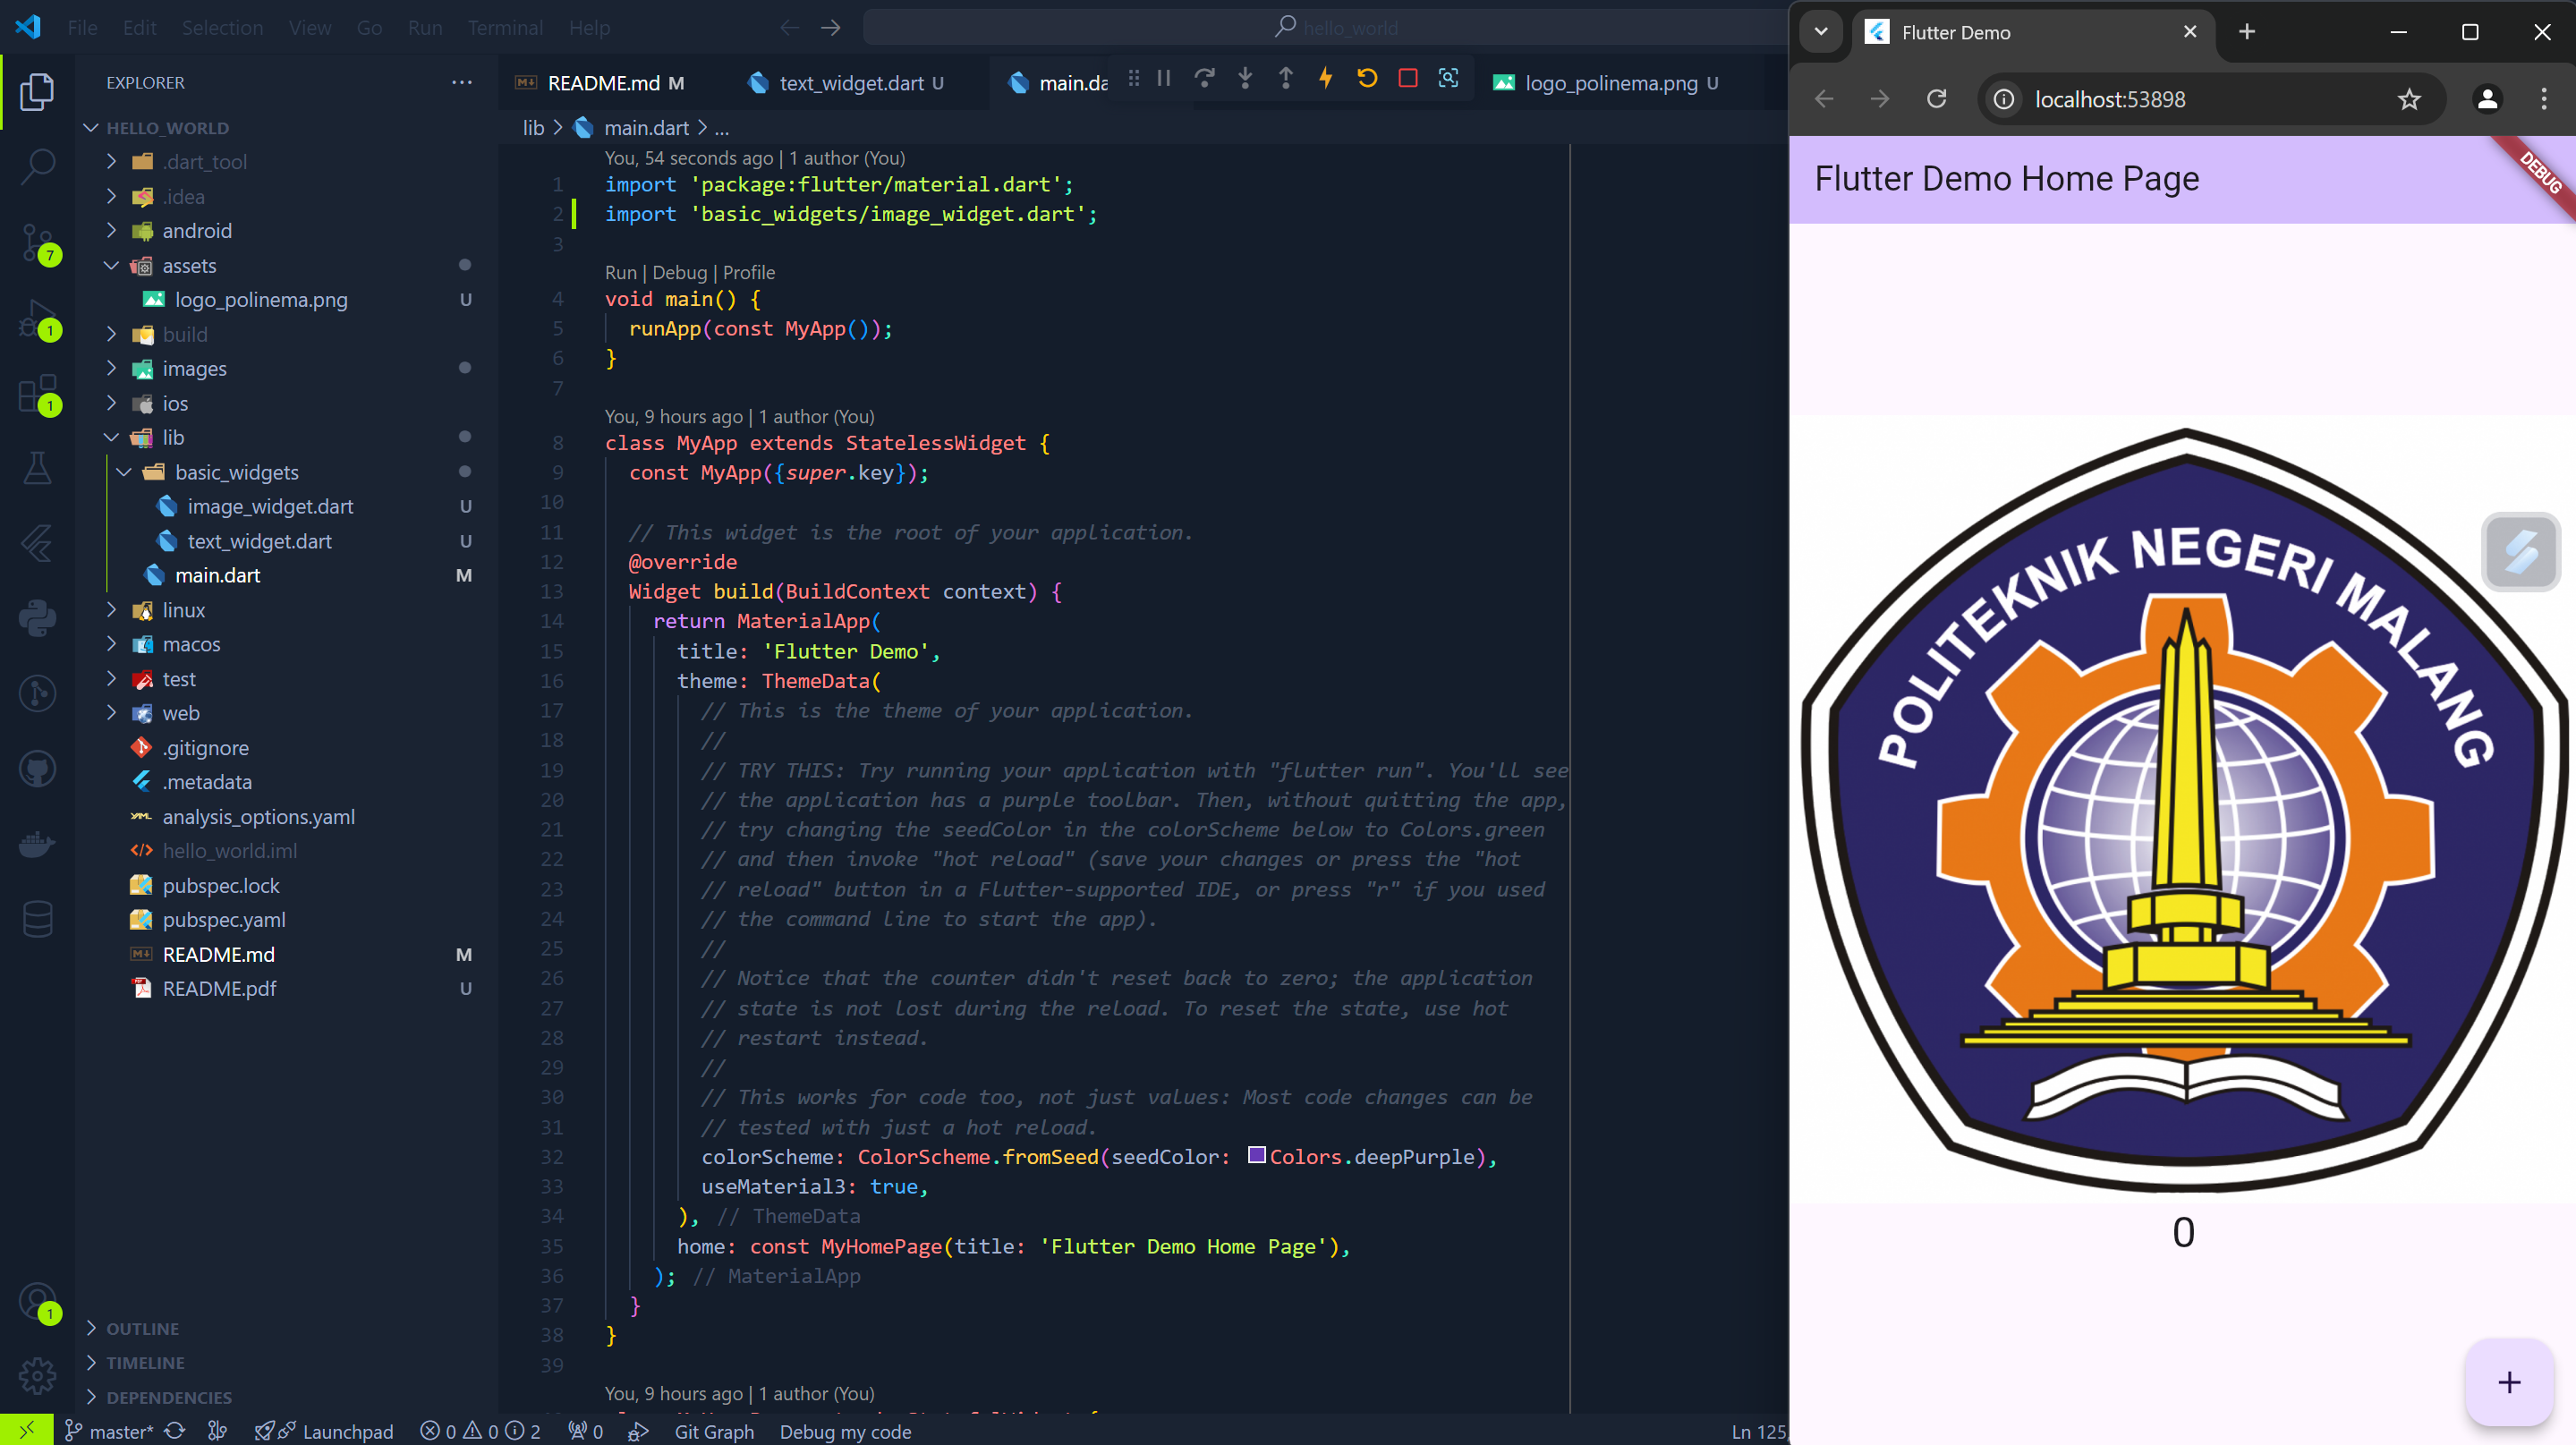 File Edit Selection View Go Run Terminal Help
hello_world
EXPLORER
HELLO_WORLD
.dart_tool
.idea
android
assets
logo_polinema.png U
build
images
ios
lib
basic_widgets
image_widget.dart U
text_widget.dart U
main.dart M
linux
macos
test
web
.gitignore
.metadata
analysis_options.yaml
hello_world.iml
pubspec.lock
pubspec.yaml
README.md M
README.pdf U
OUTLINE
TIMELINE
DEPENDENCIES
7
1
1
1
README.md M text_widget.dart U main.da logo_polinema.png U
lib > main.dart > ...
You, 54 seconds ago | 1 author (You)
1 import 'package:flutter/material.dart';
2 import 'basic_widgets/image_widget.dart';
3
Run | Debug | Profile
4 void main() {
5 runApp(const MyApp());
6 }
7
You, 9 hours ago | 1 author (You)
8 class MyApp extends StatelessWidget {
9 const MyApp({super.key});
10
11 // This widget is the root of your application.
12 @override
13 Widget build(BuildContext context) {
14 return MaterialApp(
15 title: 'Flutter Demo',
16 theme: ThemeData(
17 // This is the theme of your application.
18 //
19 // TRY THIS: Try running your application with "flutter run". You'll see
20 // the application has a purple toolbar. Then, without quitting the app,
21 // try changing the seedColor in the colorScheme below to Colors.green
22 // and then invoke "hot reload" (save your changes or press the "hot
23 // reload" button in a Flutter-supported IDE, or press "r" if you used
24 // the command line to start the app).
25 //
26 // Notice that the counter didn't reset back to zero; the application
27 // state is not lost during the reload. To reset the state, use hot
28 // restart instead.
29 //
30 // This works for code too, not just values: Most code changes can be
31 // tested with just a hot reload.
32 colorScheme: ColorScheme.fromSeed(seedColor: Colors.deepPurple),
33 useMaterial3: true,
34 ), // ThemeData
35 home: const MyHomePage(title: 'Flutter Demo Home Page'),
36 ); // MaterialApp
37 }
38 }
39
You, 9 hours ago | 1 author (You)
master* Launchpad 0 0 2 0 Git Graph Debug my code Ln 125,
Flutter Demo
localhost:53898
Flutter Demo Home Page
DEBUG
POLITEKNIK NEGERI MALANG
0
+